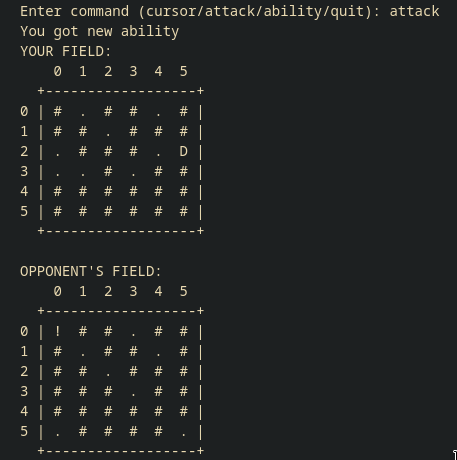 Enter command (cursor/attack/ability/quit): attack
You got new ability
YOUR FIELD:
    0  1  2  3  4  5
  +------------------+
0 | #  .  #  #  .  # |
1 | #  #  .  #  #  # |
2 | .  #  #  #  .  D |
3 | .  .  #  .  #  # |
4 | #  #  #  #  #  # |
5 | #  #  #  #  #  # |
  +------------------+
OPPONENT'S FIELD:
    0  1  2  3  4  5
  +------------------+
0 | !  #  #  .  #  # |
1 | #  .  #  #  .  # |
2 | #  #  .  #  #  # |
3 | #  #  #  .  #  # |
4 | #  #  #  #  #  # |
5 | .  #  #  #  #  . |
  +------------------+